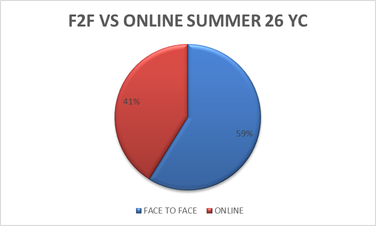 F2F VS ONLINE SUMMER 26 YC
41%
59%
FACE TO FACE ONLINE